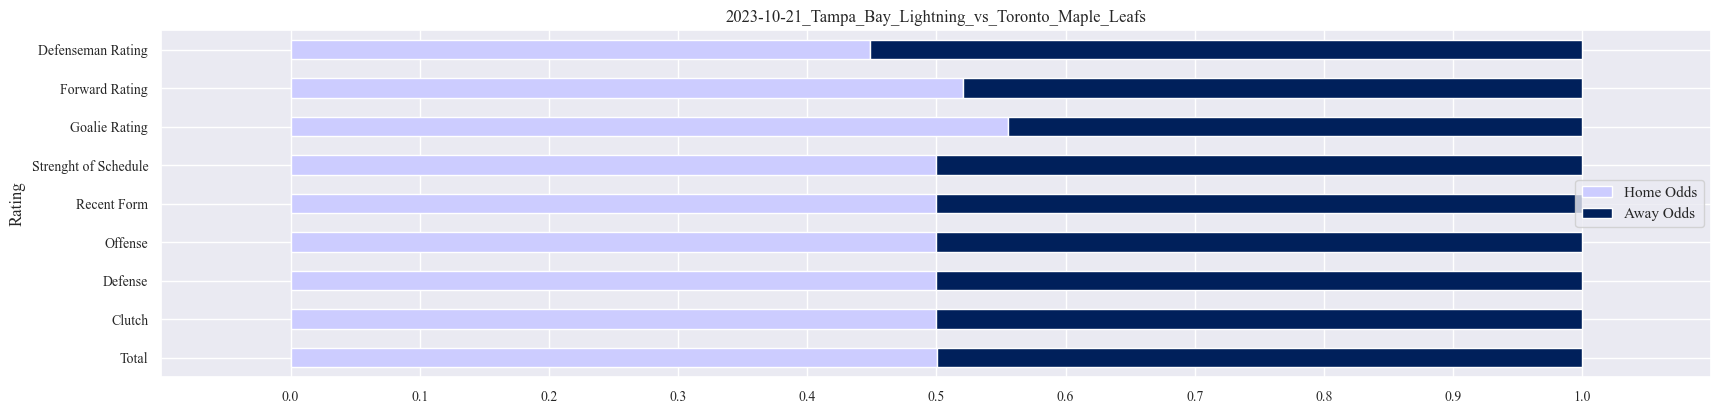 2023-10-21_Tampa_Bay_Lightning_vs_Toronto_Maple_Leafs
Rating
Defenseman Rating
Forward Rating
Goalie Rating
Strenght of Schedule
Recent Form
Offense
Defense
Clutch
Total
Home Odds
Away Odds
0.0 0.1 0.2 0.3 0.4 0.5 0.6 0.7 0.8 0.9 1.0